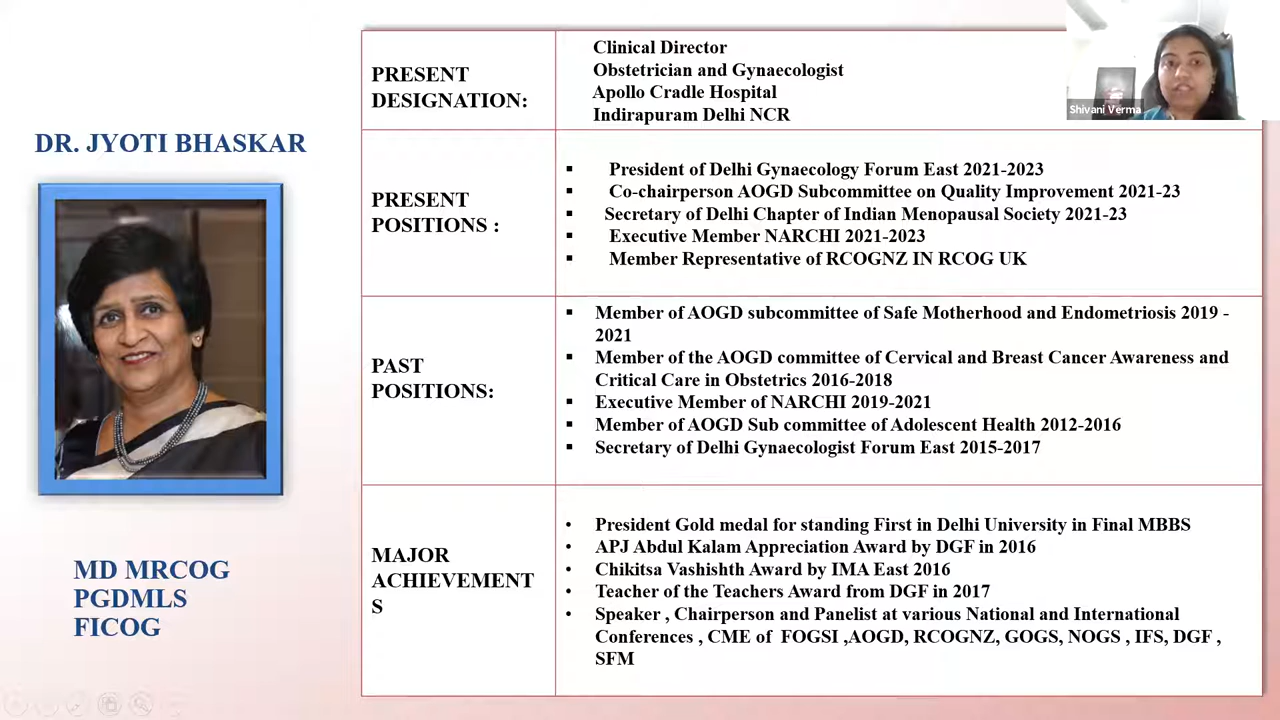 DR. JYOTI BHASKAR
MD MRCOG
PGDMLS
FICOG
PRESENT
DESIGNATION:
Clinical Director
Obstetrician and Gynaecologist
Apollo Cradle Hospital
Indirapuram Delhi NCR
Shivani Verma
PRESENT
POSITIONS :
▪ President of Delhi Gynaecology Forum East 2021-2023
▪ Co-chairperson AOGD Subcommittee on Quality Improvement 2021-23
▪ Secretary of Delhi Chapter of Indian Menopausal Society 2021-23
▪ Executive Member NARCHI 2021-2023
▪ Member Representative of RCOGNZ IN RCOG UK
PAST
POSITIONS:
▪ Member of AOGD subcommittee of Safe Motherhood and Endometriosis 2019 -
2021
▪ Member of the AOGD committee of Cervical and Breast Cancer Awareness and
Critical Care in Obstetrics 2016-2018
▪ Executive Member of NARCHI 2019-2021
▪ Member of AOGD Sub committee of Adolescent Health 2012-2016
▪ Secretary of Delhi Gynaecologist Forum East 2015-2017
MAJOR
ACHIEVEMENT
S
• President Gold medal for standing First in Delhi University in Final MBBS
• APJ Abdul Kalam Appreciation Award by DGF in 2016
• Chikitsa Vashishth Award by IMA East 2016
• Teacher of the Teachers Award from DGF in 2017
• Speaker , Chairperson and Panelist at various National and International
Conferences , CME of FOGSI ,AOGD, RCOGNZ, GOGS, NOGS , IFS, DGF ,
SFM